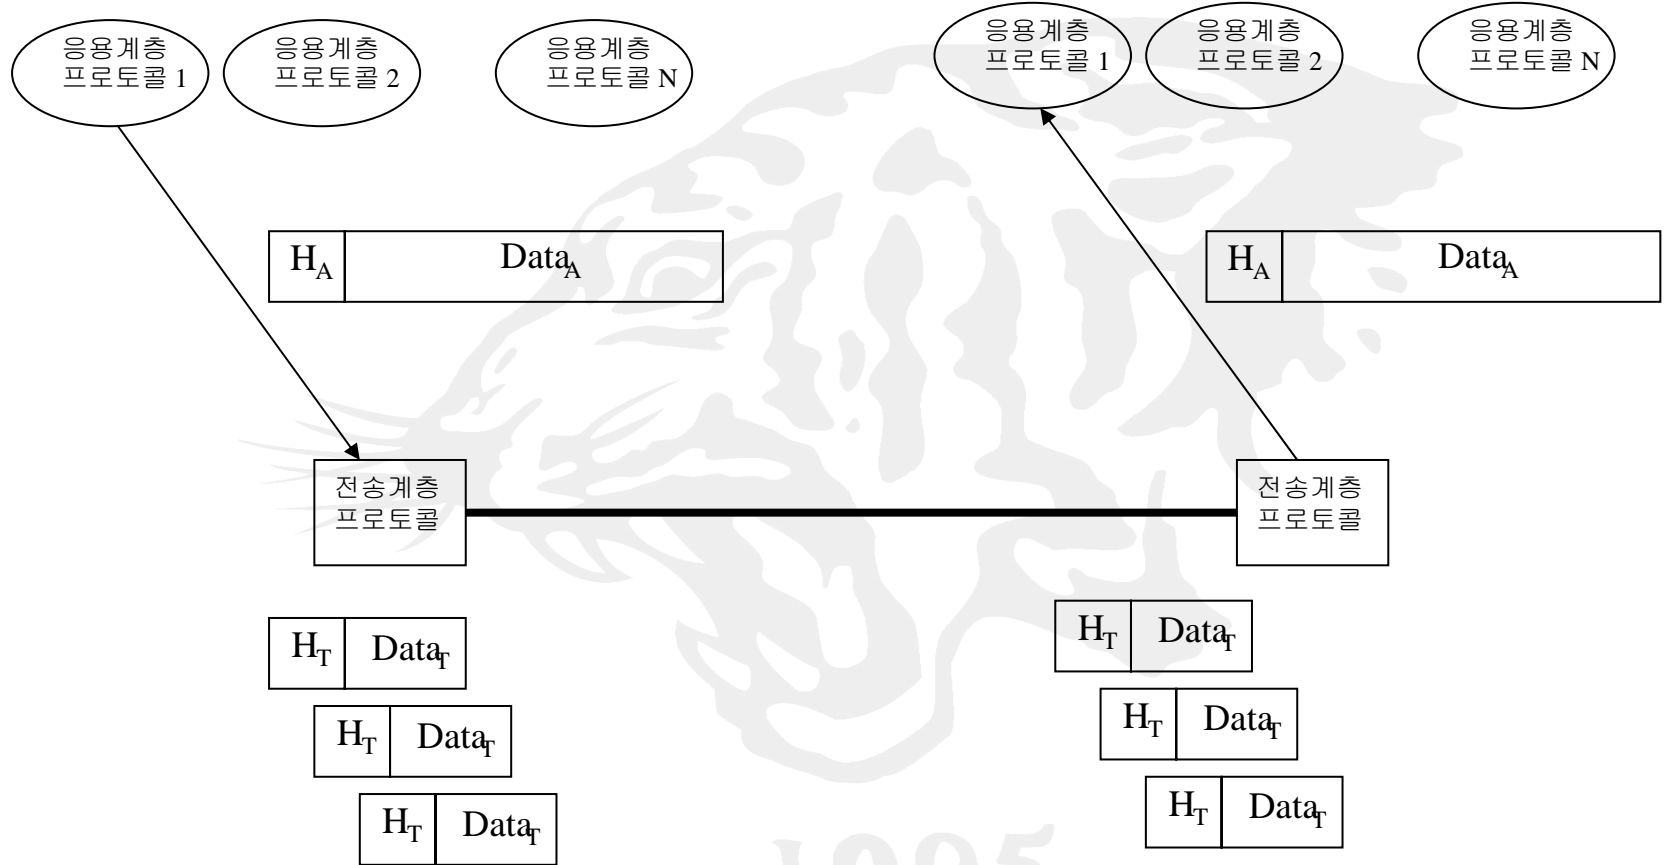 응용계층
프로토콜 1
응용계층
프로토콜 2
응용계층
프로토콜 N
응용계층
프로토콜 1
응용계층
프로토콜 2
응용계층
프로토콜 N
H_A Data_A
H_A Data_A
전송계층
프로토콜
전송계층
프로토콜
H_T Data_T
H_T Data_T
H_T Data_T
H_T Data_T
H_T Data_T
H_T Data_T
1995